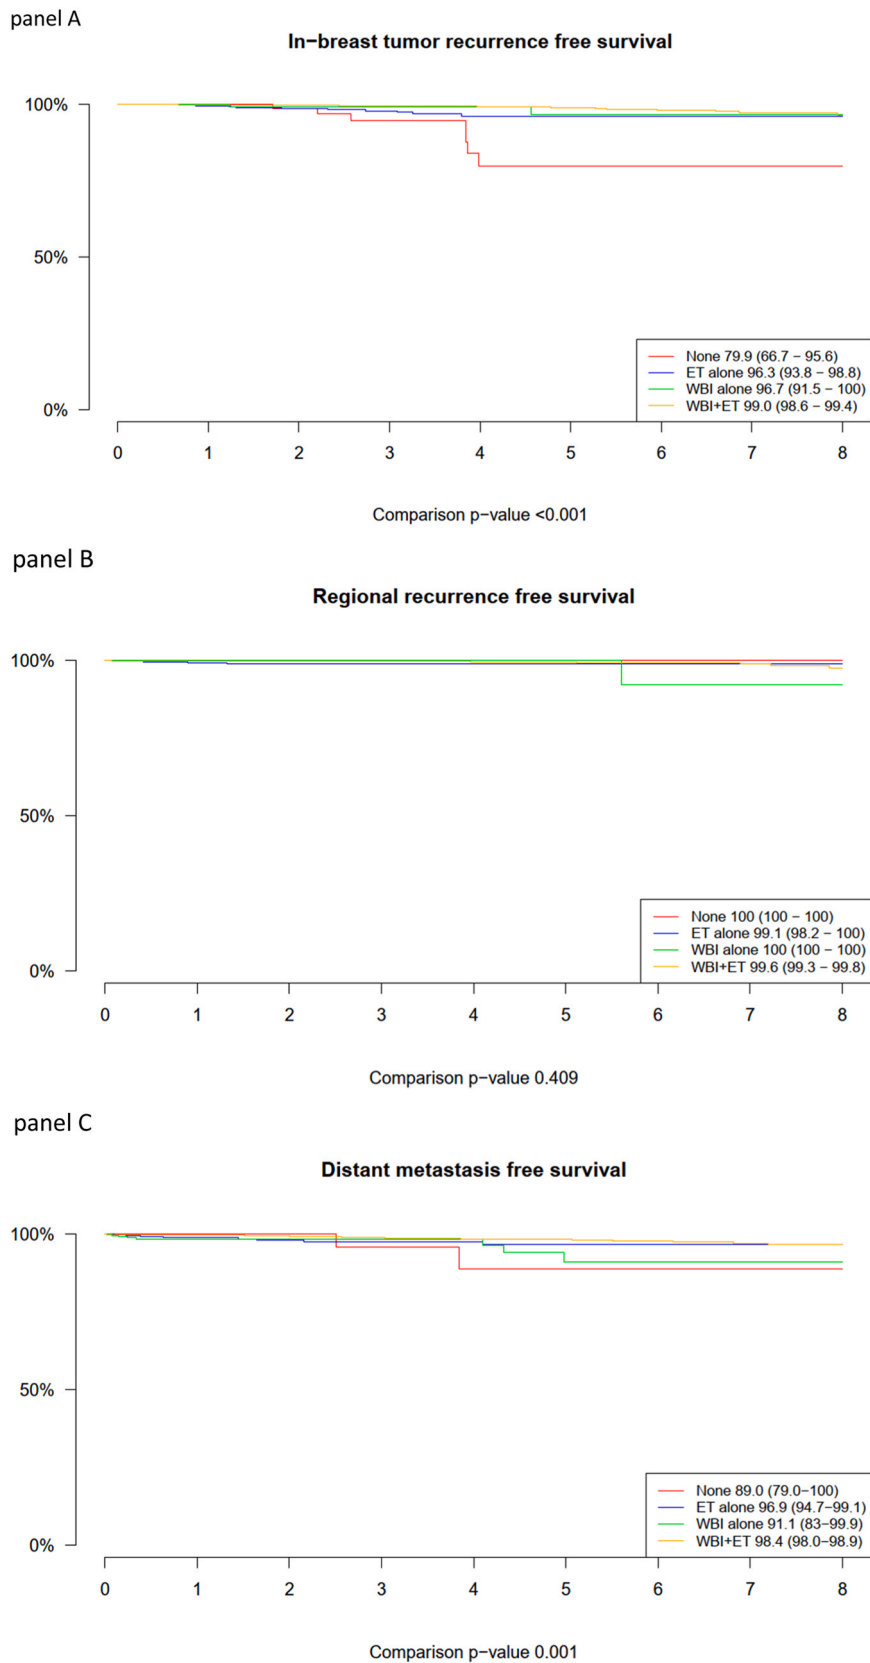 panel A
In−breast tumor recurrence free survival
100%
50%
0%
None 79.9 (66.7 − 95.6)
ET alone 96.3 (93.8 − 98.8)
WBI alone 96.7 (91.5 − 100)
WBI+ET 99.0 (98.6 − 99.4)
0 1 2 3 4 5 6 7 8
Comparison p−value <0.001
panel B
Regional recurrence free survival
100%
50%
0%
None 100 (100 − 100)
ET alone 99.1 (98.2 − 100)
WBI alone 100 (100 − 100)
WBI+ET 99.6 (99.3 − 99.8)
0 1 2 3 4 5 6 7 8
Comparison p−value 0.409
panel C
Distant metastasis free survival
100%
50%
0%
None 89.0 (79.0−100)
ET alone 96.9 (94.7−99.1)
WBI alone 91.1 (83−99.9)
WBI+ET 98.4 (98.0−98.9)
0 1 2 3 4 5 6 7 8
Comparison p−value 0.001